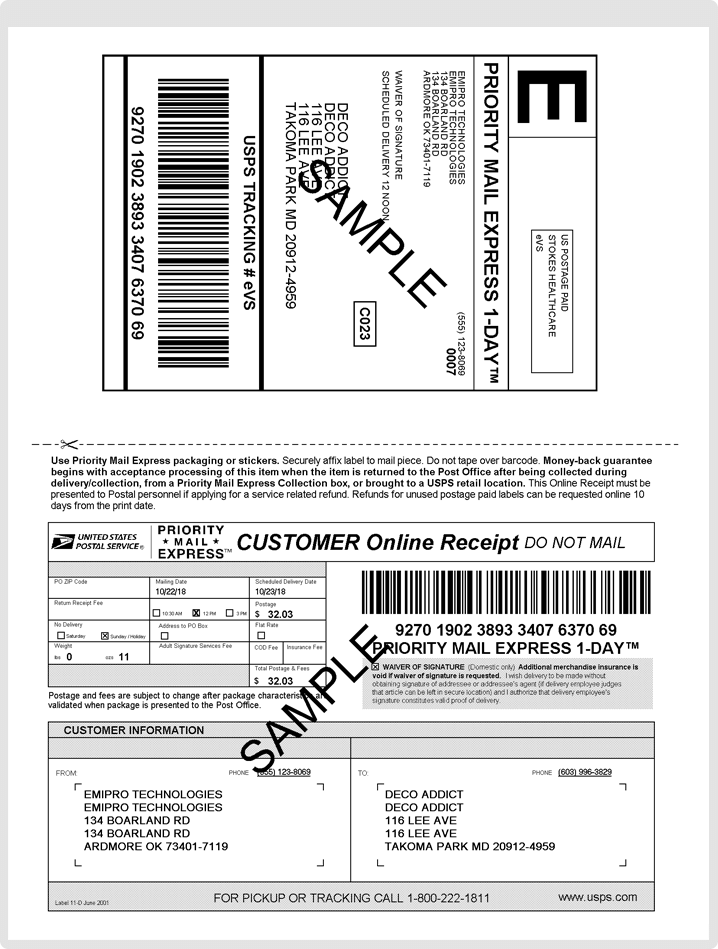 E
US POSTAGE PAID
STOKES HEALTHCARE
eVS
PRIORITY MAIL EXPRESS 1-DAY™
EMIPRO TECHNOLOGIES
EMIPRO TECHNOLOGIES
134 BOARLAND RD
134 BOARLAND RD
ARDMORE OK 73401-7119
(555) 123-8069
0007
WAIVER OF SIGNATURE
SCHEDULED DELIVERY 12 NOON
C023
DECO ADDICT
DECO ADDICT
116 LEE AVE
116 LEE AVE
TAKOMA PARK MD 20912-4959
SAMPLE
USPS TRACKING # eVS
9270 1902 3893 3407 6370 69
Use Priority Mail Express packaging or stickers. Securely affix label to mail piece. Do not tape over barcode. Money-back guarantee
begins with acceptance processing of this item when the item is returned to the Post Office after being collected during
delivery/collection, from a Priority Mail Express Collection box, or brought to a USPS retail location. This Online Receipt must be
presented to Postal personnel if applying for a service related refund. Refunds for unused postage paid labels can be requested online 10
days from the print date.
UNITED STATES
POSTAL SERVICE®
PRIORITY
★ MAIL ★
EXPRESS™
CUSTOMER Online Receipt DO NOT MAIL
PO ZIP Code
Mailing Date
10/22/18
Scheduled Delivery Date
10/23/18
Return Receipt Fee
10:30 AM
12 PM
3 PM
Postage
$ 32.03
No Delivery
Saturday
Sunday / Holiday
Address to PO Box
Flat Rate
Weight
lbs 0
ozs 11
Adult Signature Services Fee
COD Fee
Insurance Fee
Total Postage & Fees
$ 32.03
Postage and fees are subject to change after package characteristics are
validated when package is presented to the Post Office.
9270 1902 3893 3407 6370 69
PRIORITY MAIL EXPRESS 1-DAY™
WAIVER OF SIGNATURE (Domestic only) Additional merchandise insurance is
void if waiver of signature is requested. I wish delivery to be made without
obtaining signature of addressee or addressee's agent (if delivery employee judges
that article can be left in secure location) and I authorize that delivery employee's
signature constitutes valid proof of delivery.
SAMPLE
CUSTOMER INFORMATION
FROM:
PHONE (555) 123-8069
EMIPRO TECHNOLOGIES
EMIPRO TECHNOLOGIES
134 BOARLAND RD
134 BOARLAND RD
ARDMORE OK 73401-7119
TO:
PHONE (603) 996-3829
DECO ADDICT
DECO ADDICT
116 LEE AVE
116 LEE AVE
TAKOMA PARK MD 20912-4959
Label 11-D June 2001
FOR PICKUP OR TRACKING CALL 1-800-222-1811
www.usps.com